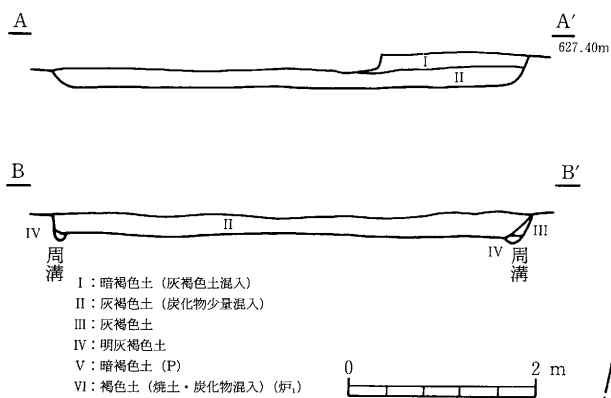 A A′
627.40m
I
II
B B′
II
IV IV III
周溝 周溝
I：暗褐色土（灰褐色土混入）
II：灰褐色土（炭化物少量混入）
III：灰褐色土
IV：明灰褐色土
V：暗褐色土（P）
VI：褐色土（焼土・炭化物混入）（炉₁）
0 2 m